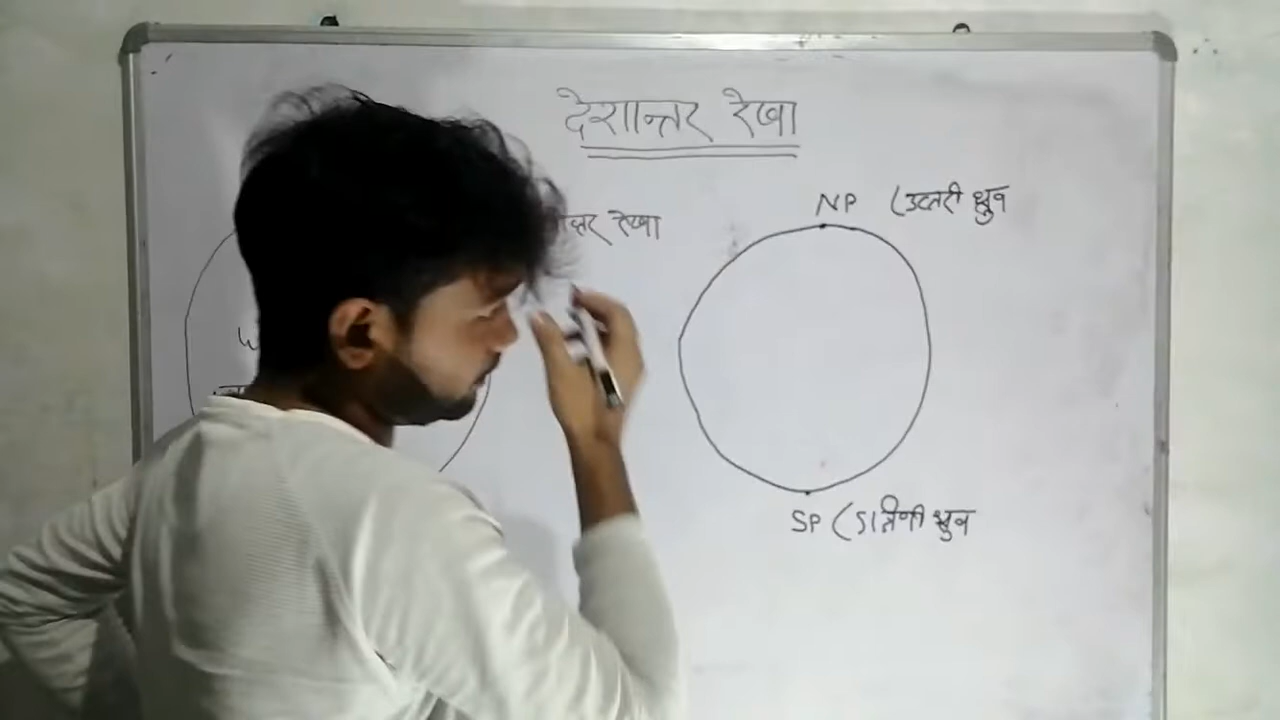 देशान्तर रेखा
रेखा
NP (उत्तरी ध्रुव
SP (दक्षिणी ध्रुव